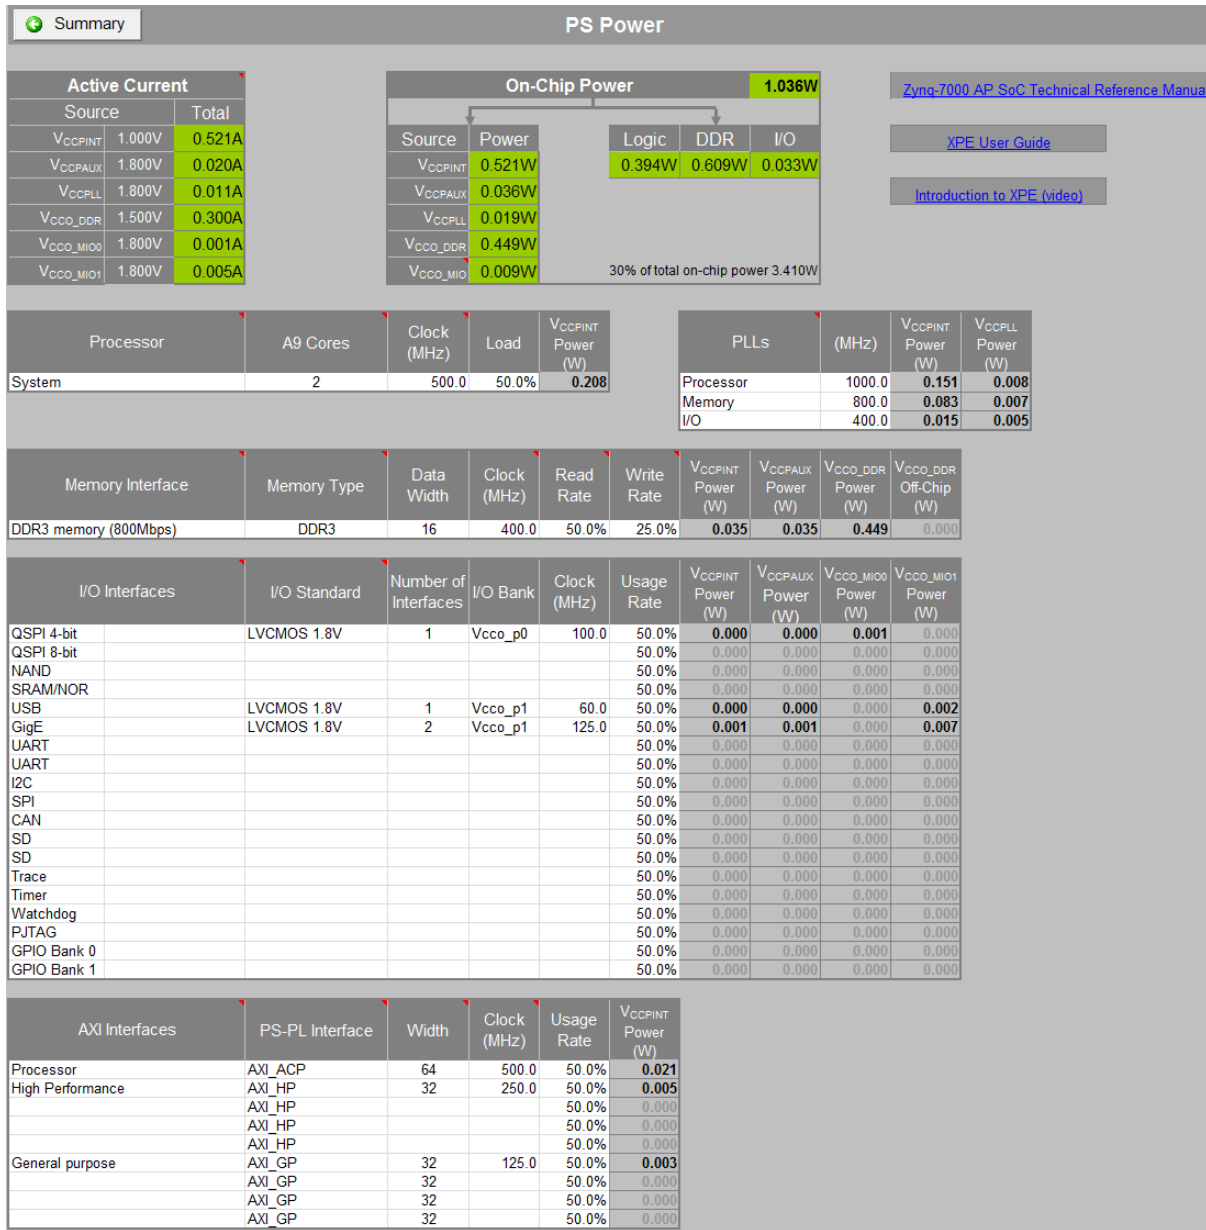 Summary
PS Power
Active Current
Source Total
VCCPINT 1.000V 0.521A
VCCPAUX 1.800V 0.020A
VCCPLL 1.800V 0.011A
VCCO_DDR 1.500V 0.300A
VCCO_MIO0 1.800V 0.001A
VCCO_MIO1 1.800V 0.005A
On-Chip Power 1.036W
Source Power
VCCPINT 0.521W
VCCPAUX 0.036W
VCCPLL 0.019W
VCCO_DDR 0.449W
VCCO_MIO 0.009W
Logic DDR I/O
0.394W 0.609W 0.033W
30% of total on-chip power 3.410W
Zynq-7000 AP SoC Technical Reference Manua
XPE User Guide
Introduction to XPE (video)
Processor A9 Cores Clock (MHz) Load VCCPINT Power (W)
System 2 500.0 50.0% 0.208
PLLs (MHz) VCCPINT Power (W) VCCPLL Power (W)
Processor 1000.0 0.151 0.008
Memory 800.0 0.083 0.007
I/O 400.0 0.015 0.005
Memory Interface Memory Type Data Width Clock (MHz) Read Rate Write Rate VCCPINT Power (W) VCCPAUX Power (W) VCCO_DDR Power (W) VCCO_DDR Off-Chip (W)
DDR3 memory (800Mbps) DDR3 16 400.0 50.0% 25.0% 0.035 0.035 0.449 0.000
I/O Interfaces I/O Standard Number of Interfaces I/O Bank Clock (MHz) Usage Rate VCCPINT Power (W) VCCPAUX Power (W) VCCO_MIO0 Power (W) VCCO_MIO1 Power (W)
QSPI 4-bit LVCMOS 1.8V 1 Vcco_p0 100.0 50.0% 0.000 0.000 0.001 0.000
QSPI 8-bit 50.0% 0.000 0.000 0.000 0.000
NAND 50.0% 0.000 0.000 0.000 0.000
SRAM/NOR 50.0% 0.000 0.000 0.000 0.000
USB LVCMOS 1.8V 1 Vcco_p1 60.0 50.0% 0.000 0.000 0.000 0.002
GigE LVCMOS 1.8V 2 Vcco_p1 125.0 50.0% 0.001 0.001 0.000 0.007
UART 50.0% 0.000 0.000 0.000 0.000
UART 50.0% 0.000 0.000 0.000 0.000
I2C 50.0% 0.000 0.000 0.000 0.000
SPI 50.0% 0.000 0.000 0.000 0.000
CAN 50.0% 0.000 0.000 0.000 0.000
SD 50.0% 0.000 0.000 0.000 0.000
SD 50.0% 0.000 0.000 0.000 0.000
Trace 50.0% 0.000 0.000 0.000 0.000
Timer 50.0% 0.000 0.000 0.000 0.000
Watchdog 50.0% 0.000 0.000 0.000 0.000
PJTAG 50.0% 0.000 0.000 0.000 0.000
GPIO Bank 0 50.0% 0.000 0.000 0.000 0.000
GPIO Bank 1 50.0% 0.000 0.000 0.000 0.000
AXI Interfaces PS-PL Interface Width Clock (MHz) Usage Rate VCCPINT Power (W)
Processor AXI_ACP 64 500.0 50.0% 0.021
High Performance AXI_HP 32 250.0 50.0% 0.005
AXI_HP 50.0% 0.000
AXI_HP 50.0% 0.000
AXI_HP 50.0% 0.000
General purpose AXI_GP 32 125.0 50.0% 0.003
AXI_GP 32 50.0% 0.000
AXI_GP 32 50.0% 0.000
AXI_GP 32 50.0% 0.000